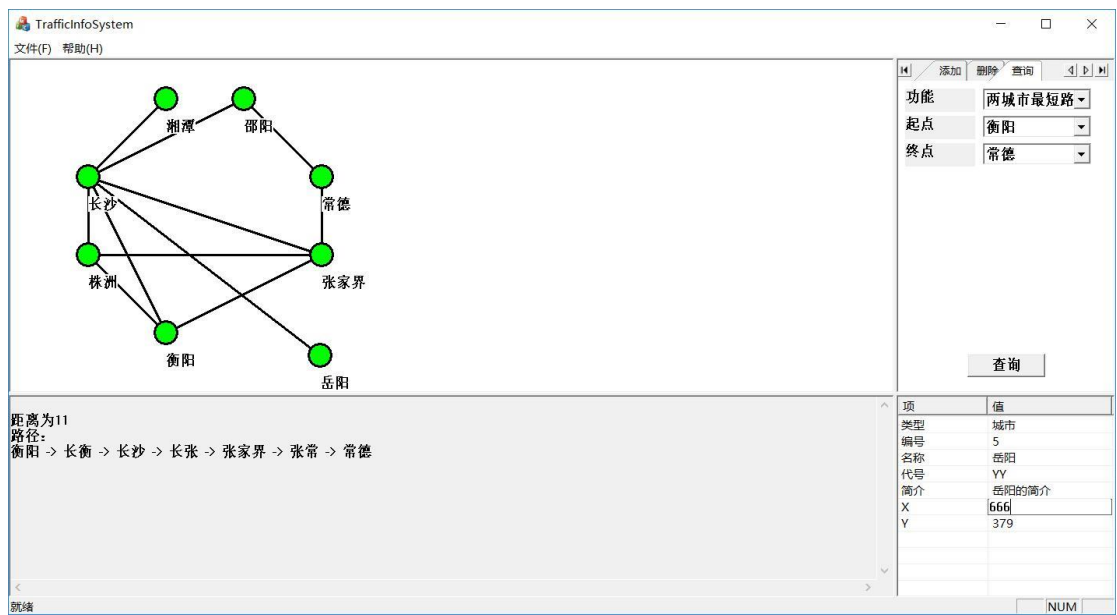 TrafficInfoSystem
文件(F) 帮助(H)
湘潭
邵阳
长沙
常德
株洲
张家界
衡阳
岳阳
添加 删除 查询
功能 两城市最短路
起点 衡阳
终点 常德
查询
距离为11
路径：
衡阳 -> 长衡 -> 长沙 -> 长张 -> 张家界 -> 张常 -> 常德
项 值
类型 城市
编号 5
名称 岳阳
代号 YY
简介 岳阳的简介
X 666
Y 379
就绪
NUM